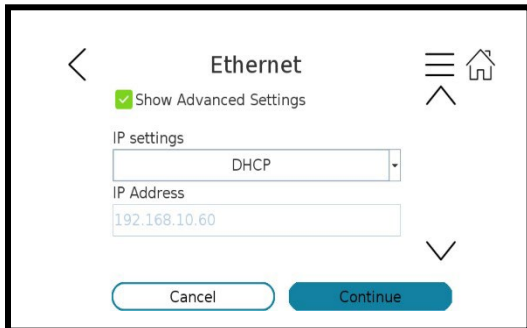 Ethernet
Show Advanced Settings
IP settings
DHCP
IP Address
192.168.10.60
Cancel
Continue